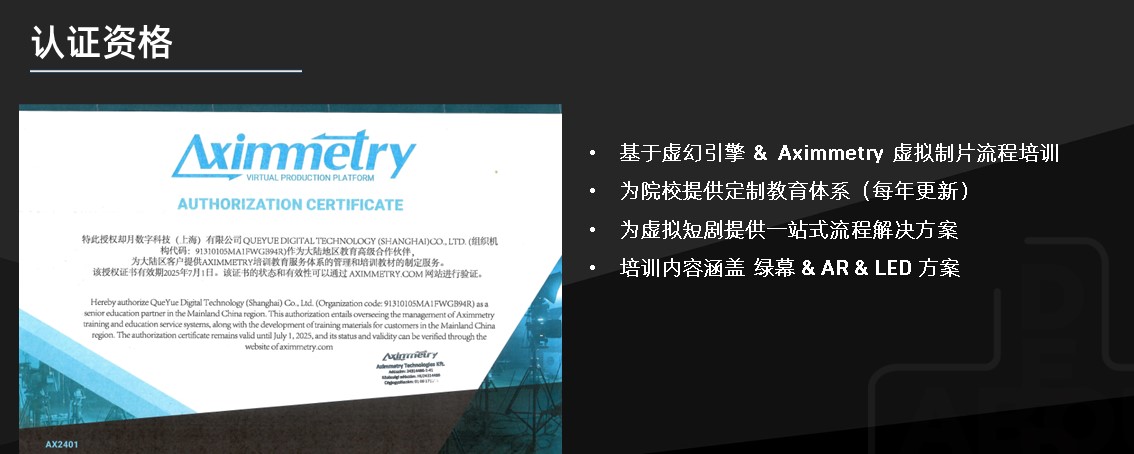 认证资格
Aximmetry
VIRTUAL PRODUCTION PLATFORM
AUTHORIZATION CERTIFICATE
特此授权却月数字科技（上海）有限公司QUEYUE DIGITAL TECHNOLOGY (SHANGHAI)CO., LTD. (组织机
构代码：91310105MA1FWGB94R)作为大陆地区教育高级合作伙伴，
为大陆区客户提供AXIMMETRY培训教育服务体系的管理和培训教材的制定服务。
该授权证书有效期2025年7月1日。该证书的状态和有效性可以通过 AXIMMETRY.COM 网站进行验证。
Hereby authorize QueYue Digital Technology (Shanghai) Co., Ltd. (Organization code: 91310105MA1FWGB94R) as a
senior education partner in the Mainland China region. This authorization entails overseeing the management of Aximmetry
training and education service systems, along with the development of training materials for customers in the Mainland China
region. The authorization certificate remains valid until July 1, 2025, and its status and validity can be verified through the
website of aximmetry.com
Aximmetry
Aximmetry Technologies Kft.
AX2401
• 基于虚幻引擎 & Aximmetry 虚拟制片流程培训
• 为院校提供定制教育体系（每年更新）
• 为虚拟短剧提供一站式流程解决方案
• 培训内容涵盖 绿幕 & AR & LED 方案